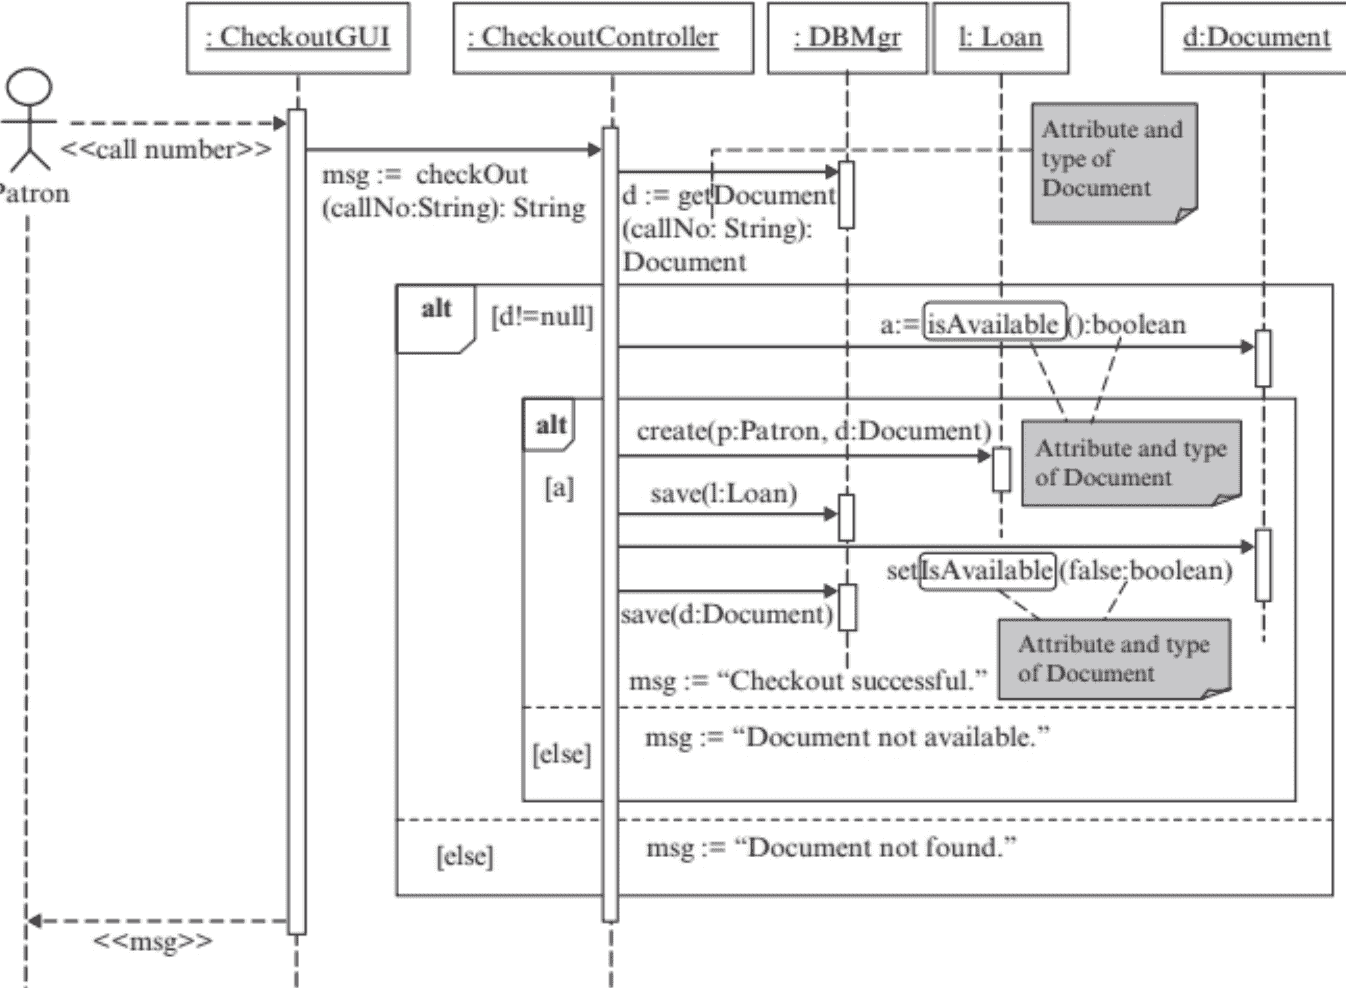 : CheckoutGUI
: CheckoutController
: DBMgr
l: Loan
d:Document
<<call number>>
Patron
msg := checkOut
(callNo:String): String
d := getDocument
(callNo: String):
Document
Attribute and
type of
Document
alt
[d!=null]
a:= isAvailable ():boolean
alt
[a]
create(p:Patron, d:Document)
Attribute and type
of Document
save(l:Loan)
setIsAvailable (false:boolean)
save(d:Document)
Attribute and type
of Document
msg := “Checkout successful.”
[else]
msg := “Document not available.”
[else]
msg := “Document not found.”
<<msg>>